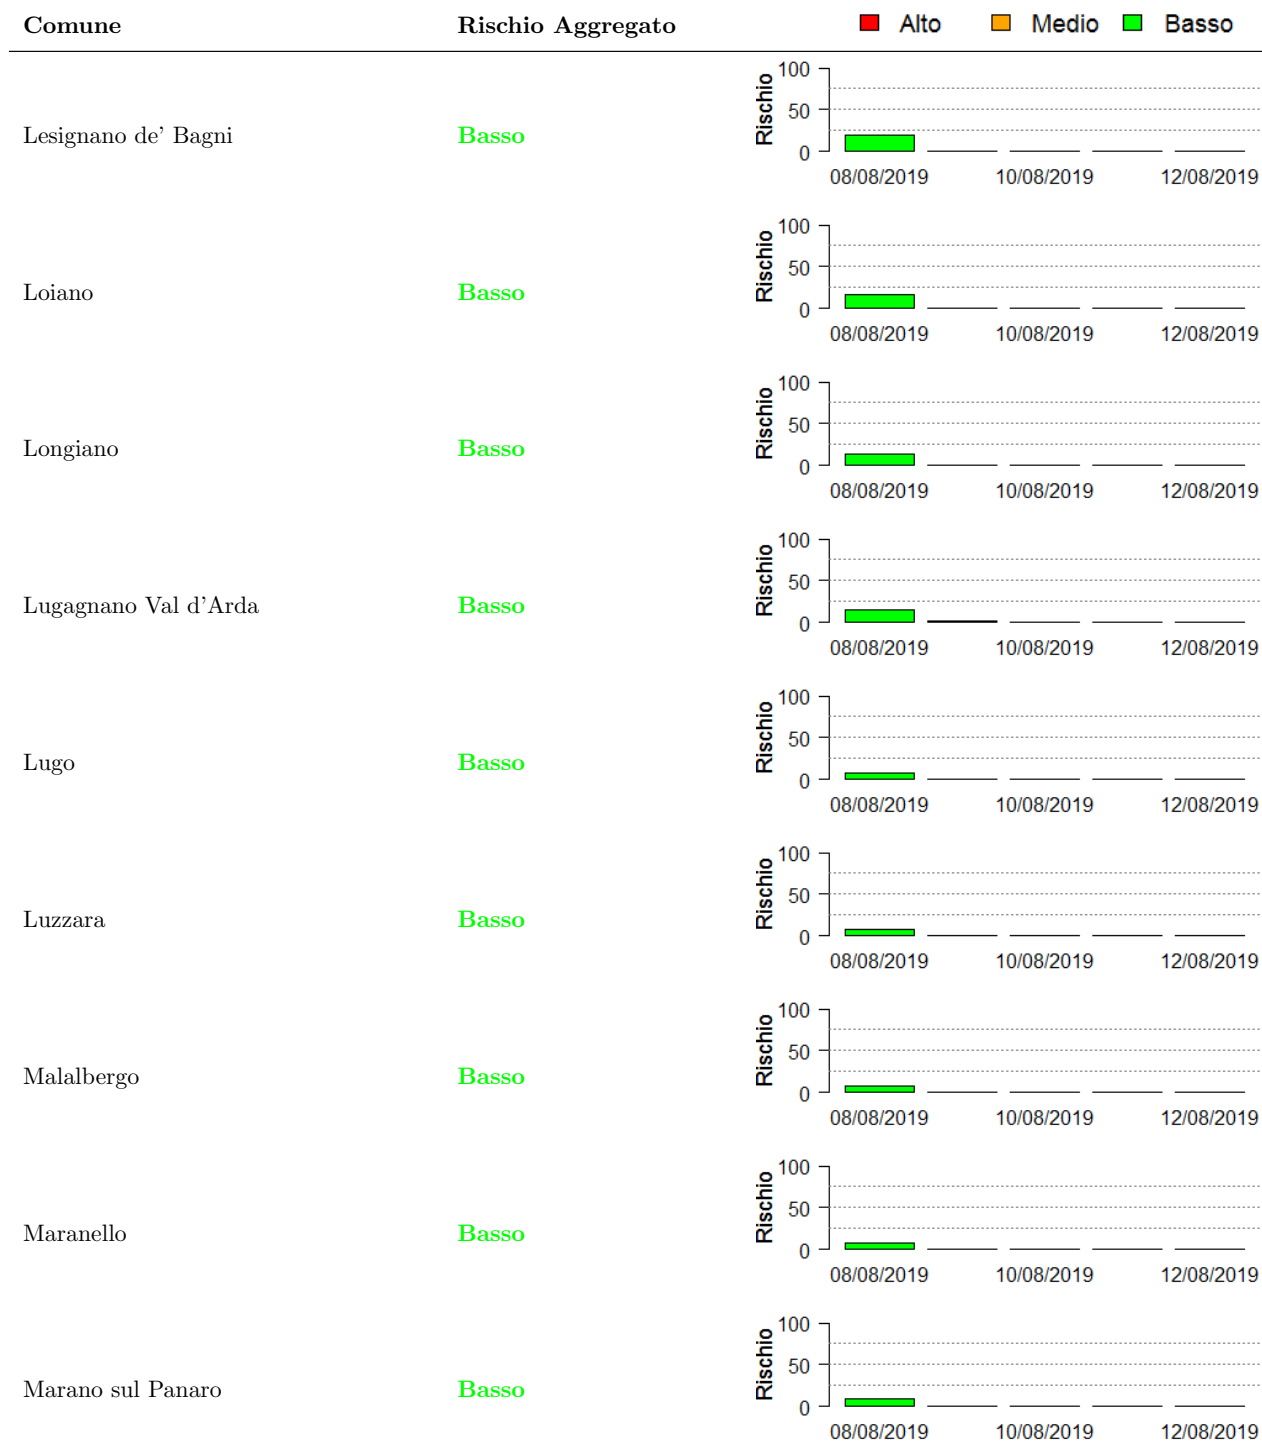 Comune Rischio Aggregato Alto Medio Basso
Lesignano de' Bagni Basso Rischio 100 50 0
08/08/2019 10/08/2019 12/08/2019
Loiano Basso Rischio 100 50 0
08/08/2019 10/08/2019 12/08/2019
Longiano Basso Rischio 100 50 0
08/08/2019 10/08/2019 12/08/2019
Lugagnano Val d'Arda Basso Rischio 100 50 0
08/08/2019 10/08/2019 12/08/2019
Lugo Basso Rischio 100 50 0
08/08/2019 10/08/2019 12/08/2019
Luzzara Basso Rischio 100 50 0
08/08/2019 10/08/2019 12/08/2019
Malalbergo Basso Rischio 100 50 0
08/08/2019 10/08/2019 12/08/2019
Maranello Basso Rischio 100 50 0
08/08/2019 10/08/2019 12/08/2019
Marano sul Panaro Basso Rischio 100 50 0
08/08/2019 10/08/2019 12/08/2019